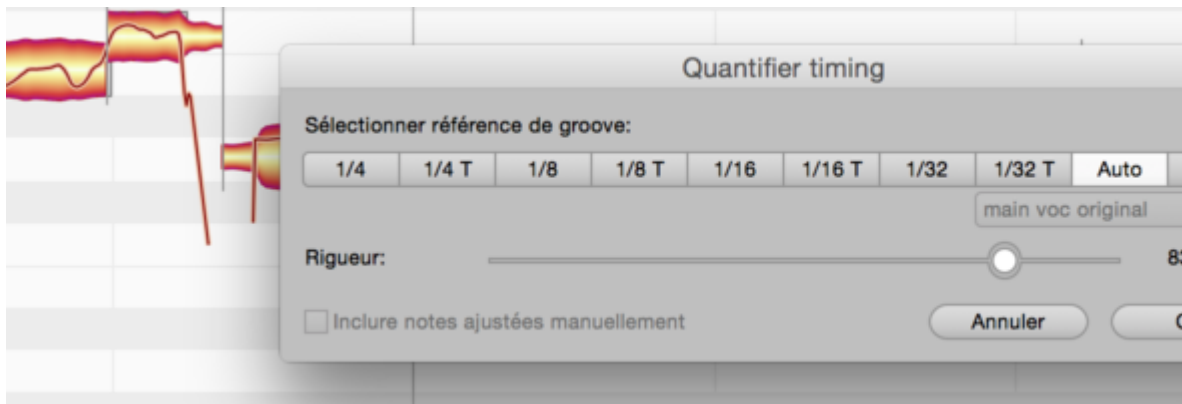 Quantifier timing
Sélectionner référence de groove:
1/4 1/4 T 1/8 1/8 T 1/16 1/16 T 1/32 1/32 T Auto
main voc original
Rigueur: 83
Inclure notes ajustées manuellement Annuler